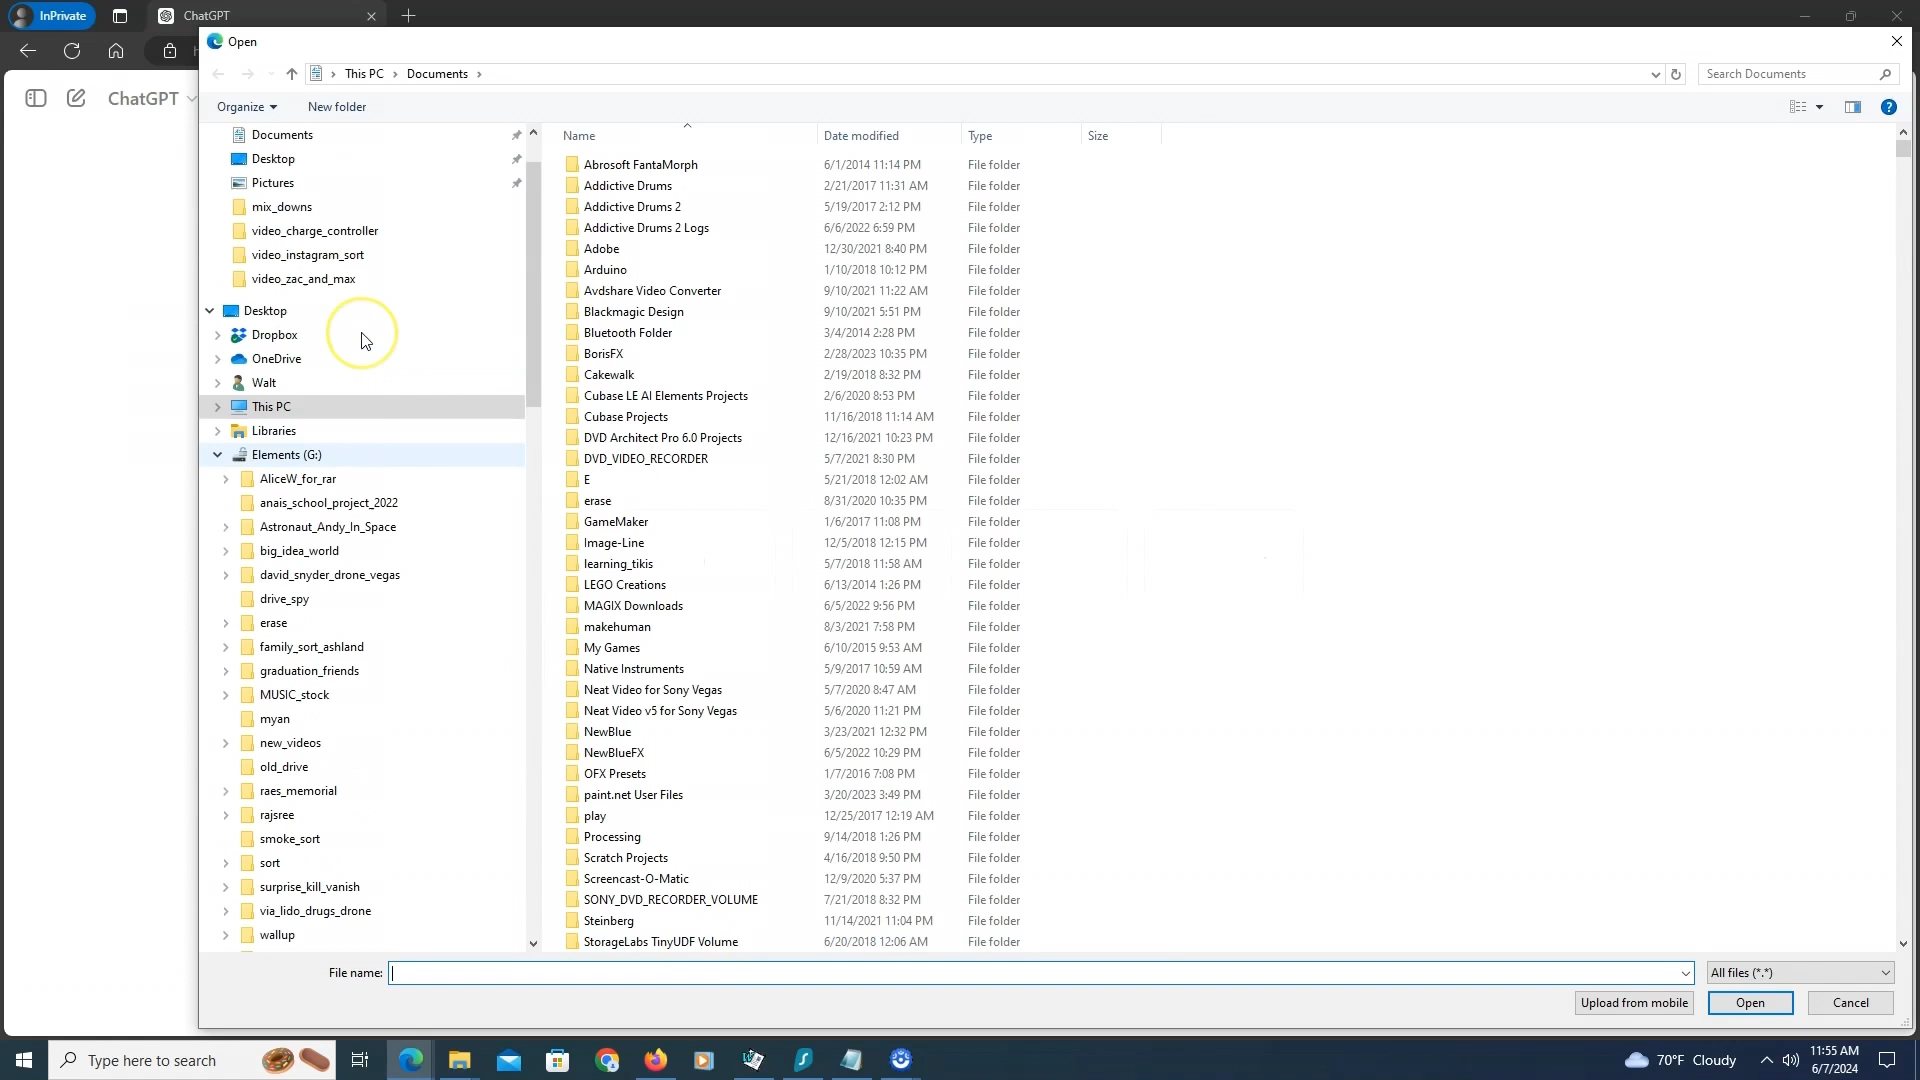 InPrivate
ChatGPT
ChatGPT
Open
This PC
Documents
Search Documents
Organize
New folder
Documents
Desktop
Pictures
mix_downs
video_charge_controller
video_instagram_sort
video_zac_and_max
Desktop
Dropbox
OneDrive
Walt
This PC
Libraries
Elements (G:)
AliceW_for_rar
anais_school_project_2022
Astronaut_Andy_In_Space
big_idea_world
david_snyder_drone_vegas
drive_spy
erase
family_sort_ashland
graduation_friends
MUSIC_stock
myan
new_videos
old_drive
raes_memorial
rajsree
smoke_sort
sort
surprise_kill_vanish
via_lido_drugs_drone
wallup
Name Date modified Type Size
Abrosoft FantaMorph 6/1/2014 11:14 PM File folder
Addictive Drums 2/21/2017 11:31 AM File folder
Addictive Drums 2 5/19/2017 2:12 PM File folder
Addictive Drums 2 Logs 6/6/2022 6:59 PM File folder
Adobe 12/30/2021 8:40 PM File folder
Arduino 1/10/2018 10:12 PM File folder
Avdshare Video Converter 9/10/2021 11:22 AM File folder
Blackmagic Design 9/10/2021 5:51 PM File folder
Bluetooth Folder 3/4/2014 2:28 PM File folder
BorisFX 2/28/2023 10:35 PM File folder
Cakewalk 2/19/2018 8:32 PM File folder
Cubase LE AI Elements Projects 2/6/2020 8:53 PM File folder
Cubase Projects 11/16/2018 11:14 AM File folder
DVD Architect Pro 6.0 Projects 12/16/2021 10:23 PM File folder
DVD_VIDEO_RECORDER 5/7/2021 8:30 PM File folder
E 5/21/2018 12:02 AM File folder
erase 8/31/2020 10:35 PM File folder
GameMaker 1/6/2017 11:08 PM File folder
Image-Line 12/5/2018 12:15 PM File folder
learning_tikis 5/7/2018 11:58 AM File folder
LEGO Creations 6/13/2014 1:26 PM File folder
MAGIX Downloads 6/5/2022 9:56 PM File folder
makehuman 8/3/2021 7:58 PM File folder
My Games 6/10/2015 9:53 AM File folder
Native Instruments 5/9/2017 10:59 AM File folder
Neat Video for Sony Vegas 5/7/2020 8:47 AM File folder
Neat Video v5 for Sony Vegas 5/6/2020 11:21 PM File folder
NewBlue 3/23/2021 12:32 PM File folder
NewBlueFX 6/5/2022 10:29 PM File folder
OFX Presets 1/7/2016 7:08 PM File folder
paint.net User Files 3/20/2023 3:49 PM File folder
play 12/25/2017 12:19 AM File folder
Processing 9/14/2018 1:26 PM File folder
Scratch Projects 4/16/2018 9:50 PM File folder
Screencast-O-Matic 12/9/2020 5:37 PM File folder
SONY_DVD_RECORDER_VOLUME 7/21/2018 8:32 PM File folder
Steinberg 11/14/2021 11:04 PM File folder
StorageLabs TinyUDF Volume 6/20/2018 12:06 AM File folder
File name:
All files (*.*)
Upload from mobile
Open
Cancel
Type here to search
70°F Cloudy
11:55 AM
6/7/2024